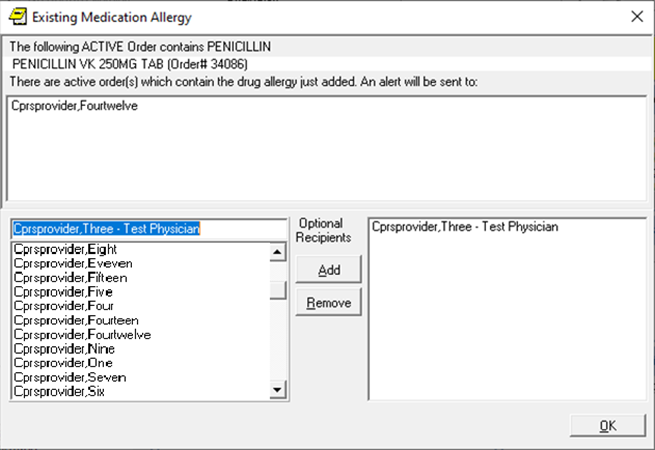 Existing Medication Allergy
The following ACTIVE Order contains PENICILLIN
PENICILLIN VK 250MG TAB (Order# 34086)
There are active order(s) which contain the drug allergy just added. An alert will be sent to:
Cprsprovider,Fourtwelve
Cprsprovider,Three - Test Physician
Cprsprovider,Eight
Cprsprovider,Eveven
Cprsprovider,Fifteen
Cprsprovider,Five
Cprsprovider,Four
Cprsprovider,Fourteen
Cprsprovider,Fourtwelve
Cprsprovider,Nine
Cprsprovider,One
Cprsprovider,Seven
Cprsprovider,Six
Optional
Recipients
Add
Remove
Cprsprovider,Three - Test Physician
OK